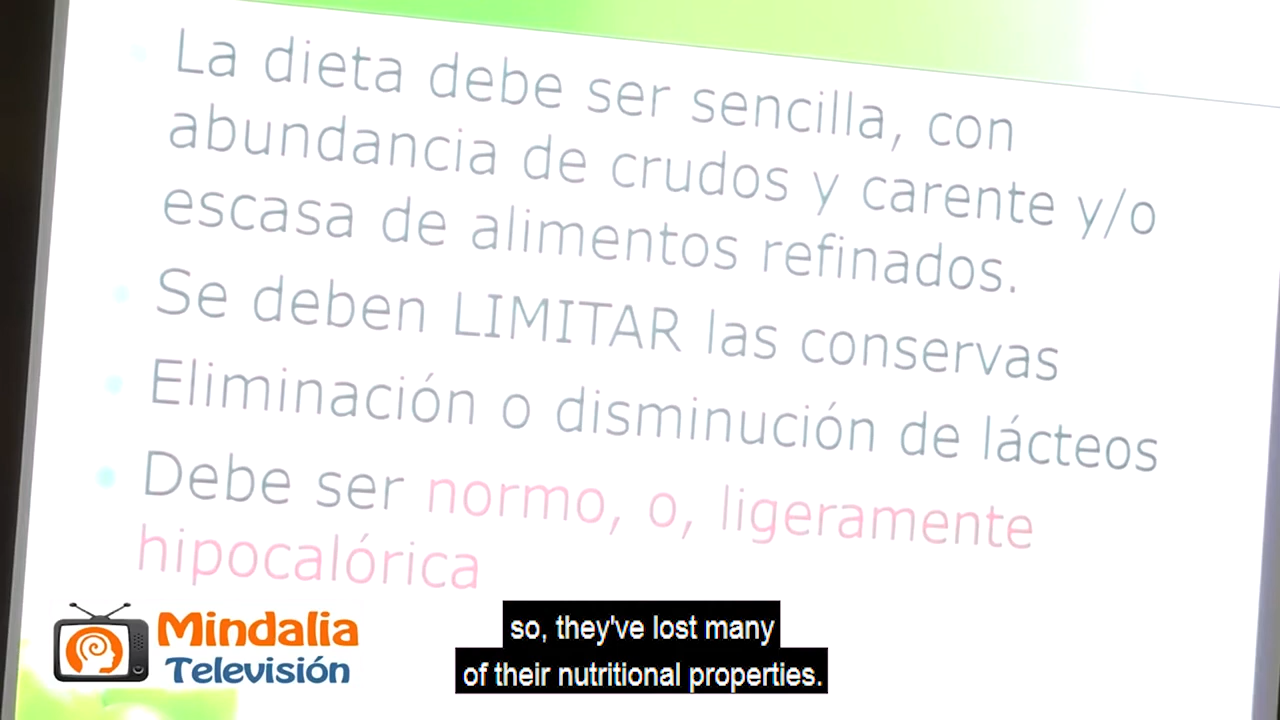 La dieta debe ser sencilla, con
abundancia de crudos y carente y/o
escasa de alimentos refinados.
Se deben LIMITAR las conservas
Eliminación o disminución de lácteos
Debe ser normo, o, ligeramente
hipocalórica
Mindalia
Televisión
so, they've lost many
of their nutritional properties.